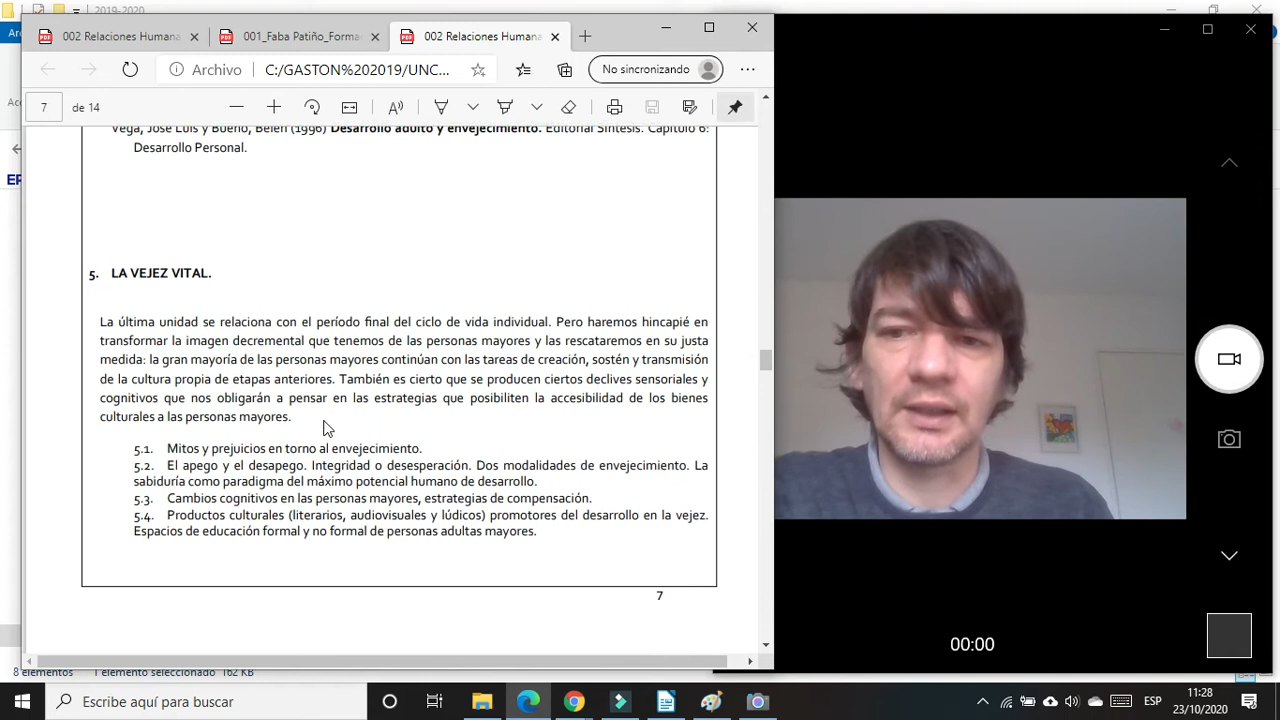 2019-2020
002 Relaciones Humana
001_Faba Patiño_Forma
002 Relaciones Humana
Archivo
C:/GASTON%202019/UNC...
No sincronizando
7
de 14
Vega, José Luis y Bueno, Belén (1996) Desarrollo adulto y envejecimiento. Editorial Síntesis. Capítulo 6:
Desarrollo Personal.
5. LA VEJEZ VITAL.
La última unidad se relaciona con el período final del ciclo de vida individual. Pero haremos hincapié en
transformar la imagen decremental que tenemos de las personas mayores y las rescataremos en su justa
medida: la gran mayoría de las personas mayores continúan con las tareas de creación, sostén y transmisión
de la cultura propia de etapas anteriores. También es cierto que se producen ciertos declives sensoriales y
cognitivos que nos obligarán a pensar en las estrategias que posibiliten la accesibilidad de los bienes
culturales a las personas mayores.
5.1. Mitos y prejuicios en torno al envejecimiento.
5.2. El apego y el desapego. Integridad o desesperación. Dos modalidades de envejecimiento. La
sabiduría como paradigma del máximo potencial humano de desarrollo.
5.3. Cambios cognitivos en las personas mayores, estrategias de compensación.
5.4. Productos culturales (literarios, audiovisuales y lúdicos) promotores del desarrollo en la vejez.
Espacios de educación formal y no formal de personas adultas mayores.
7
00:00
8 elementos
1 elemento seleccionado 162 KB
Escribe aquí para buscar
ESP
11:28
23/10/2020